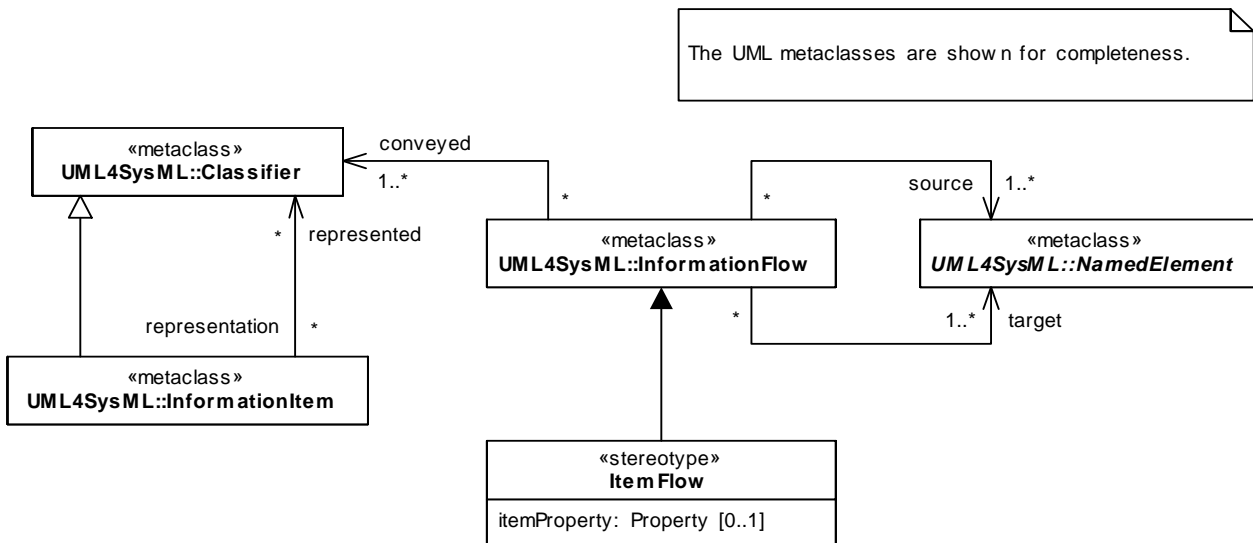 The UML metaclasses are shown for completeness.
«metaclass»
UML4SysML::Classifier
conveyed
1..*
*
*
source
1..*
* represented
«metaclass»
UML4SysML::InformationFlow
«metaclass»
UML4SysML::NamedElement
representation *
*
1..*
target
«metaclass»
UML4SysML::InformationItem
«stereotype»
ItemFlow
itemProperty: Property [0..1]